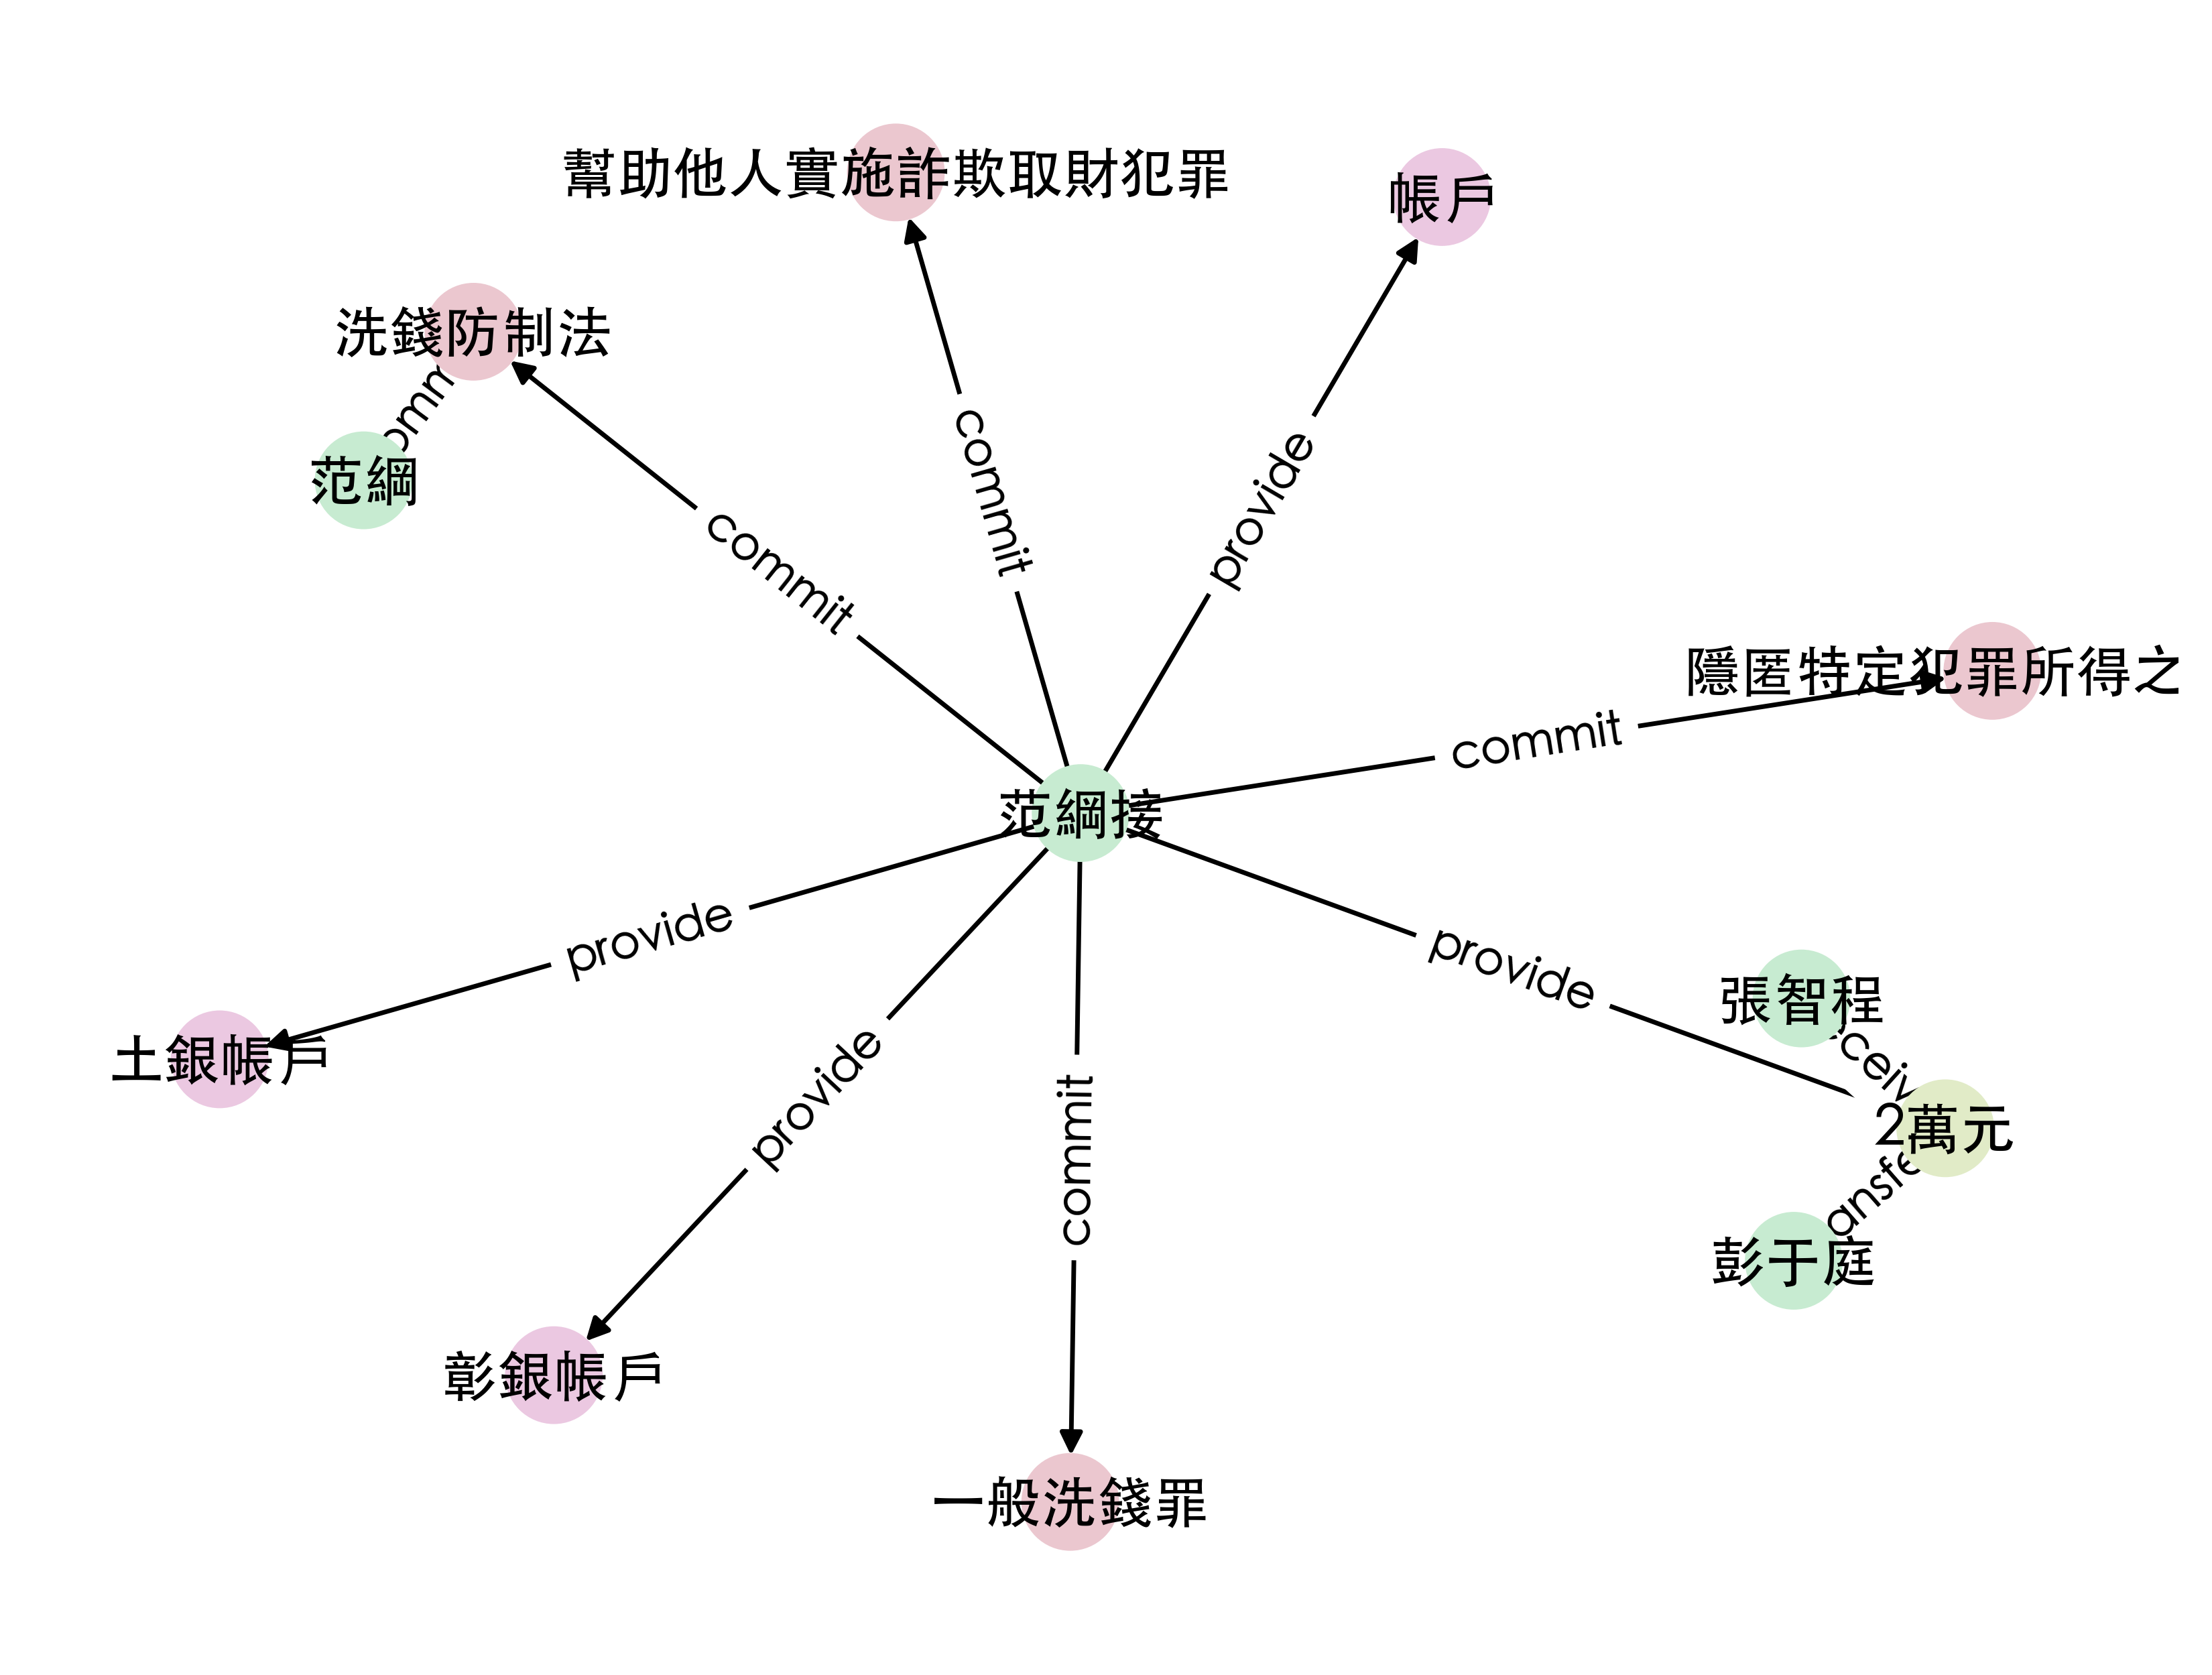 幫助他人實施詐欺取財犯罪
帳戶
洗錢防制法
omm
范綱
commit
commit
provide
隱匿特定犯罪所得之
commit
范綱接
provide
provide
張智程
ceiv
土銀帳戶
provide
2萬元
ansfe
commit
彭于庭
彰銀帳戶
一般洗錢罪